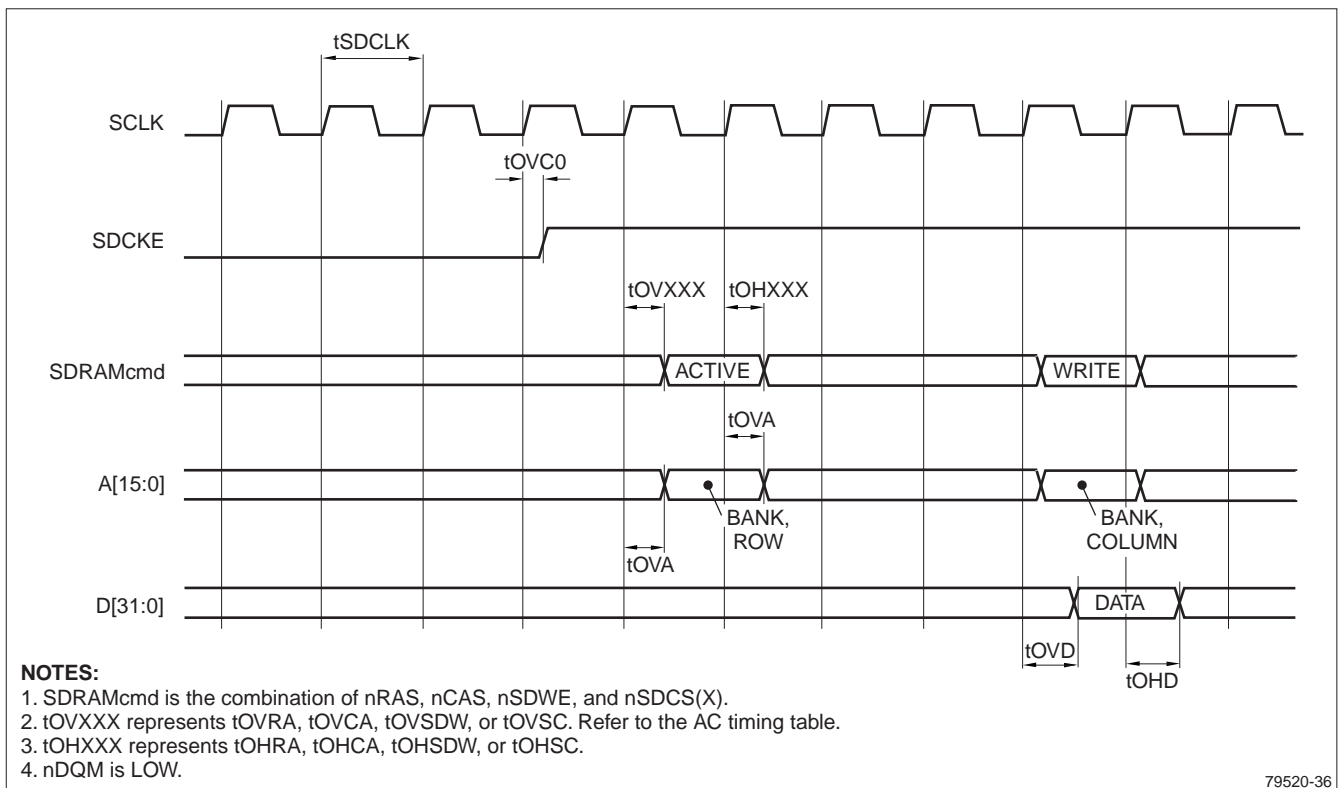 tSDCLK
SCLK
tOVC0
SDCKE
tOVXXX
tOHXXX
SDRAMcmd
ACTIVE
WRITE
tOVA
A[15:0]
BANK,
ROW
BANK,
COLUMN
tOVA
D[31:0]
DATA
tOVD
tOHD
NOTES:
1. SDRAMcmd is the combination of nRAS, nCAS, nSDWE, and nSDCS(X).
2. tOVXXX represents tOVRA, tOVCA, tOVSDW, or tOVSC. Refer to the AC timing table.
3. tOHXXX represents tOHRA, tOHCA, tOHSDW, or tOHSC.
4. nDQM is LOW.
79520-36